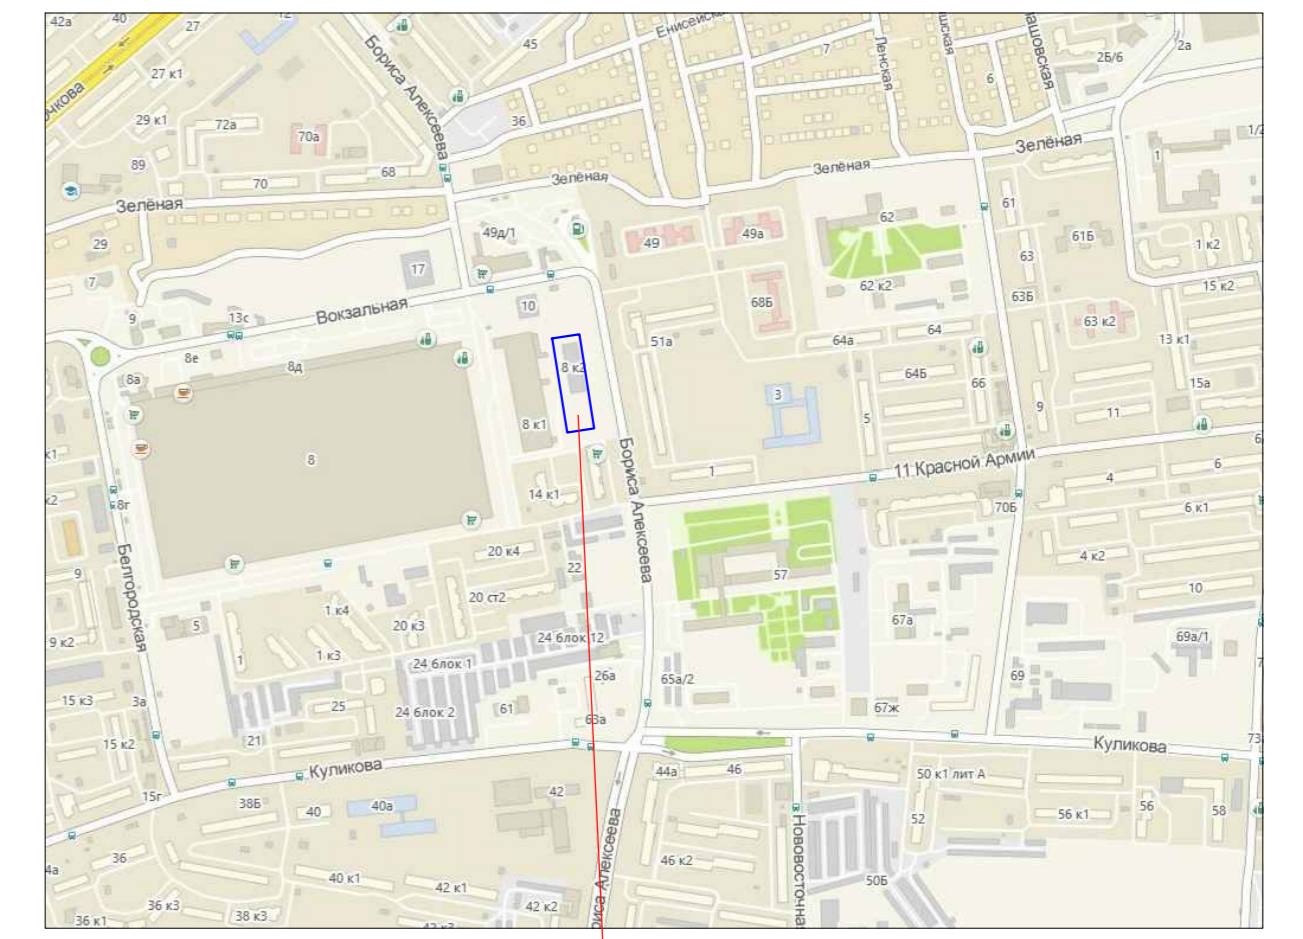 42а
40
27
12
45
Енисейская
7
Ленская
6
2Б/6
2а
Бориса Алексеева
27 к1
29 к1
72а
70а
36
Зелёная
1/2
89
70
68
Зелёная
Зелёная
Зелёная
1
61
62
29
49д/1
49
49а
63
61Б
1 к2
7
17
68Б
62 к2
63Б
15 к2
9
13с
Вокзальная
10
51а
64а
64
63 к2
13 к1
8е
8д
8 к2
8а
64Б
66
15а
3
5
9
11
8 к1
8
Бориса Алексеева
1
11 Красной Армии
6
4
14 к1
8г
70Б
6 к1
Белгородская
20 к4
22
57
4 к2
9
20 ст2
10
1 к4
5
20 к3
67а
69а/1
9 к2
24 блок 12
1
1 к3
24 блок 1
26а
65а/2
69
15 к3
3а
25
24 блок 2
61
63а
67ж
21
15 к2
Куликова
Куликова
73
44а
46
50 к1 лит А
15г
38Б
40
40а
42
52
56 к1
56
58
Нововосточная
36
46 к2
4а
40 к1
42 к1
50Б
36 к1
36 к3
38 к3
42 к2
42 к3